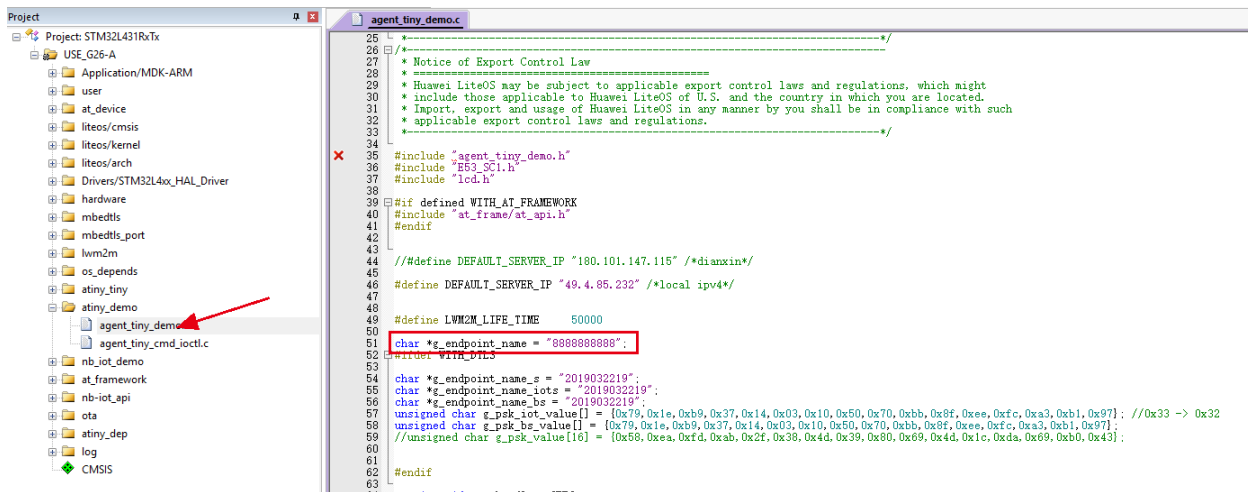 Project
Project: STM32L431RxTx
USE_G26-A
Application/MDK-ARM
user
at_device
liteos/cmsis
liteos/kernel
liteos/arch
Drivers/STM32L4xx_HAL_Driver
hardware
mbedtls
mbedtls_port
lwm2m
os_depends
atiny_tiny
atiny_demo
agent_tiny_demo
agent_tiny_cmd_ioctl.c
nb_iot_demo
at_framework
nb-iot_api
ota
atiny_dep
log
CMSIS
agent_tiny_demo.c
25 *----------------------------------------------------------------------------*/
26 /*----------------------------------------------------------------------------
27 * Notice of Export Control Law
28 * ===============================================
29 * Huawei LiteOS may be subject to applicable export control laws and regulations, which might
30 * include those applicable to Huawei LiteOS of U.S. and the country in which you are located.
31 * Import, export and usage of Huawei LiteOS in any manner by you shall be in compliance with such
32 * applicable export control laws and regulations.
33 *----------------------------------------------------------------------------*/
34
35 #include "agent_tiny_demo.h"
36 #include "E53_SC1.h"
37 #include "lcd.h"
38
39 #if defined WITH_AT_FRAMEWORK
40 #include "at_frame/at_api.h"
41 #endif
42
43
44 //#define DEFAULT_SERVER_IP "180.101.147.115" /*dianxin*/
45
46 #define DEFAULT_SERVER_IP "49.4.85.232" /*local ipv4*/
47
48
49 #define LWM2M_LIFE_TIME 50000
50
51 char *g_endpoint_name = "8888888888";
52 #ifdef WITH_DTLS
53
54 char *g_endpoint_name_s = "2019032219";
55 char *g_endpoint_name_iots = "2019032219";
56 char *g_endpoint_name_bs = "2019032219";
57 unsigned char g_psk_iot_value[] = {0x79,0x1e,0xb9,0x37,0x14,0x03,0x10,0x50,0x70,0xbb,0x8f,0xee,0xfc,0xa3,0xb1,0x97}; //0x33 -> 0x32
58 unsigned char g_psk_bs_value[] = {0x79,0x1e,0xb9,0x37,0x14,0x03,0x10,0x50,0x70,0xbb,0x8f,0xee,0xfc,0xa3,0xb1,0x97};
59 //unsigned char g_psk_value[16] = {0x58,0xea,0xfd,0xab,0x2f,0x38,0x4d,0x39,0x80,0x69,0x4d,0x1c,0xda,0x69,0xb0,0x43};
60
61
62 #endif
63